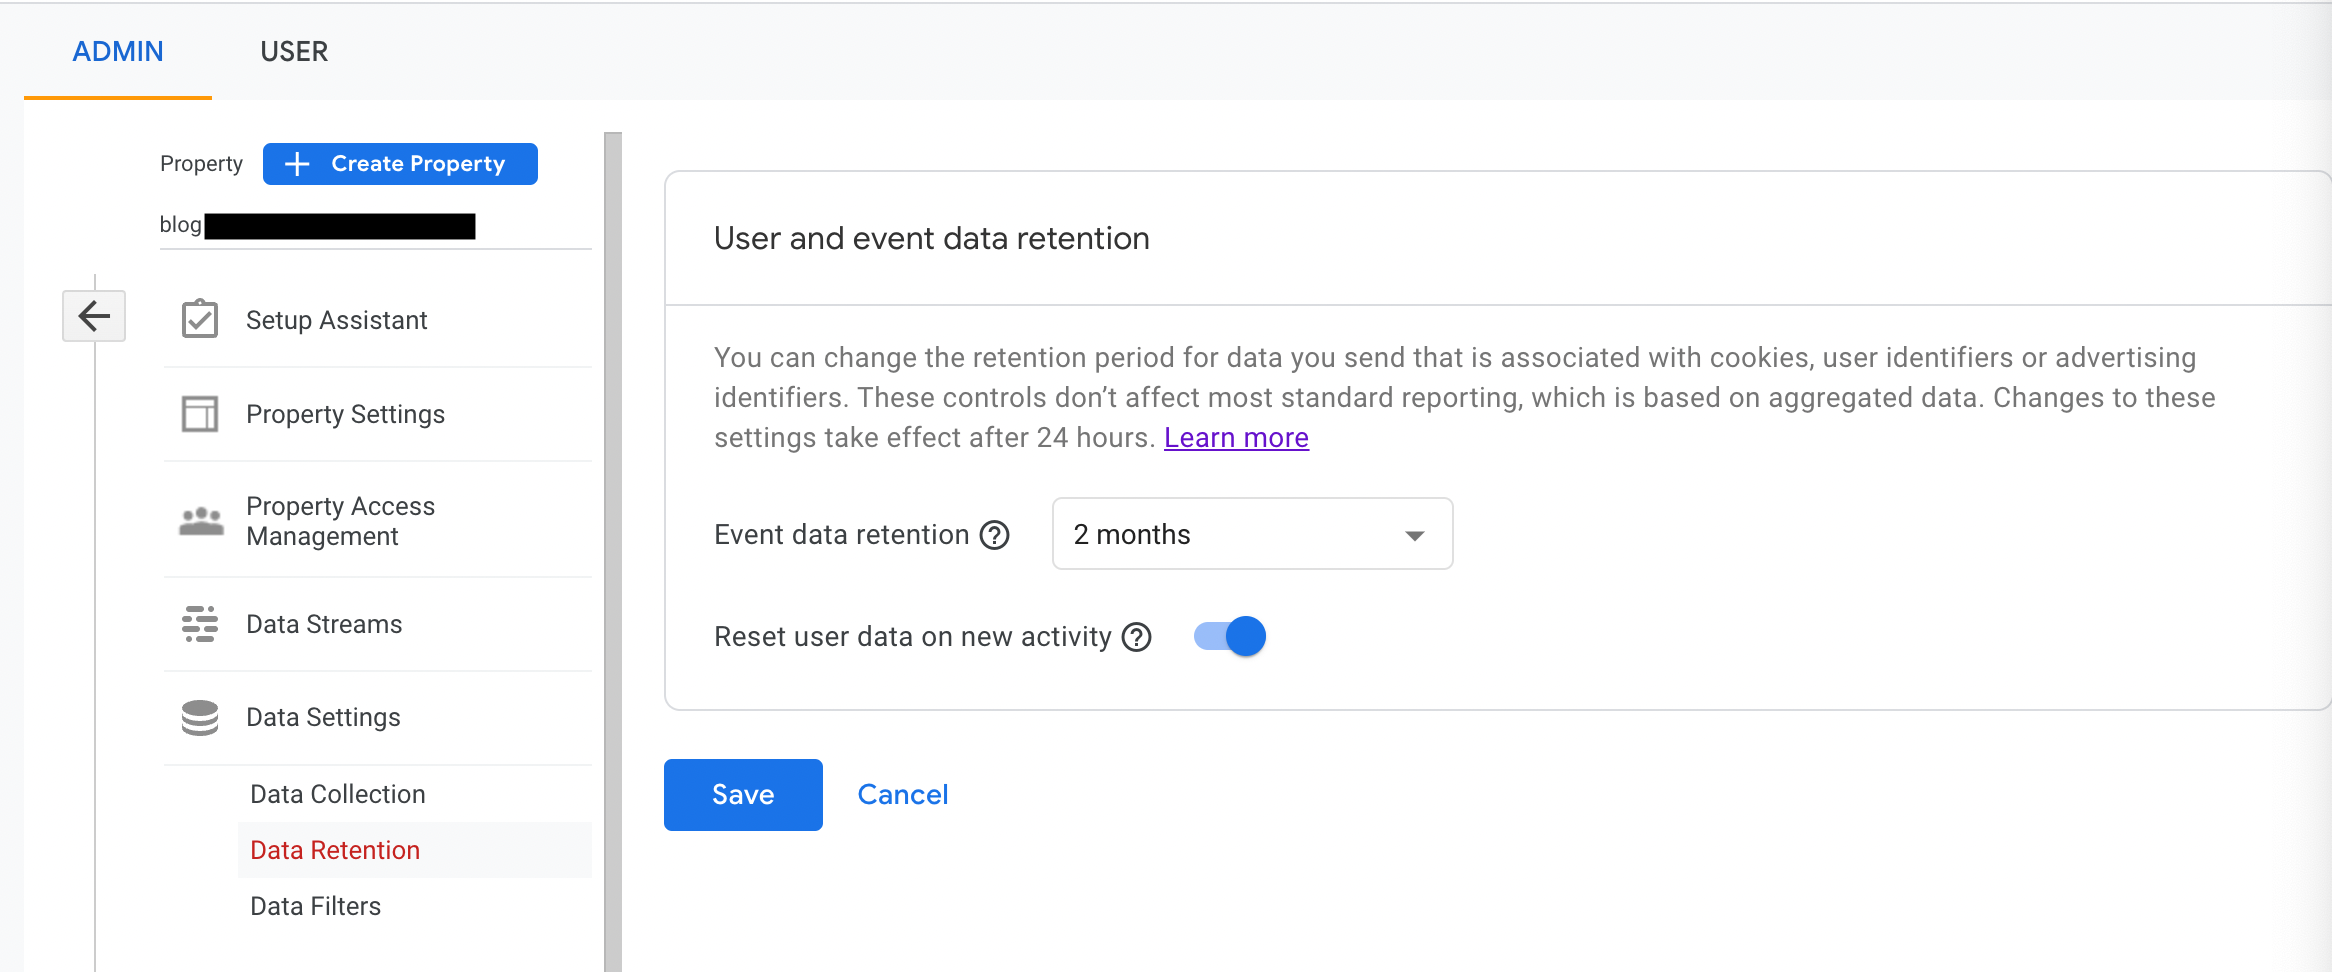 ADMIN
USER
Property
Create Property
blog
Setup Assistant
Property Settings
Property Access
Management
Data Streams
Data Settings
Data Collection
Data Retention
Data Filters
User and event data retention
You can change the retention period for data you send that is associated with cookies, user identifiers or advertising
identifiers. These controls don’t affect most standard reporting, which is based on aggregated data. Changes to these
settings take effect after 24 hours. Learn more
Event data retention ?
2 months
Reset user data on new activity ?
Save
Cancel